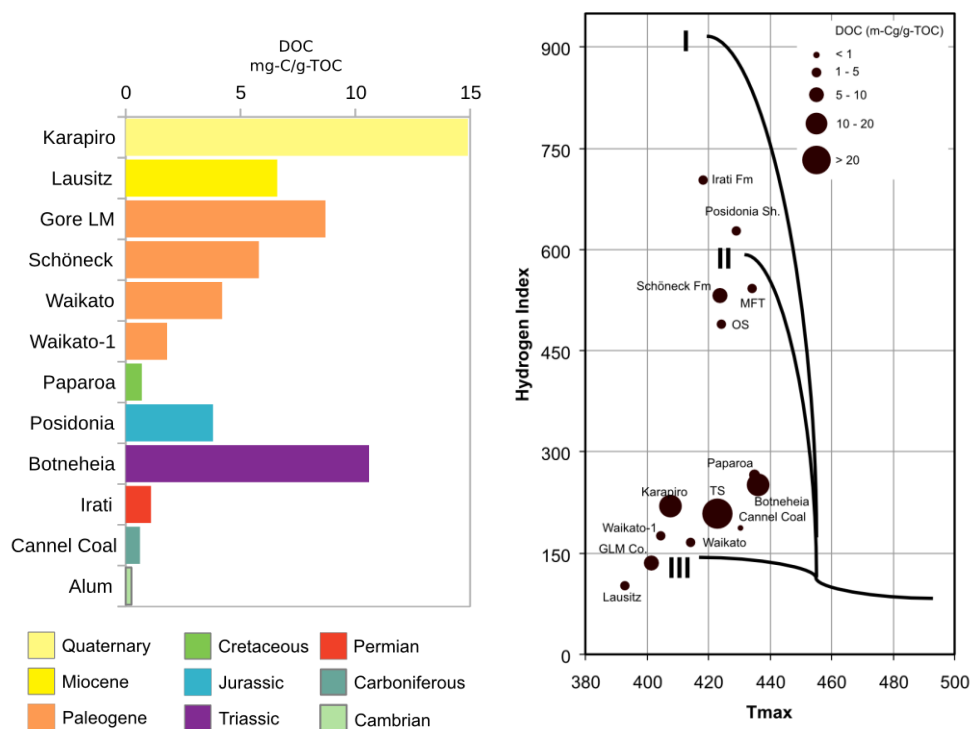 DOC
mg-C/g-TOC
0 5 10 15
Karapiro
Lausitz
Gore LM
Schöneck
Waikato
Waikato-1
Paparoa
Posidonia
Botneheia
Irati
Cannel Coal
Alum
Quaternary
Miocene
Paleogene
Cretaceous
Jurassic
Triassic
Permian
Carboniferous
Cambrian
Hydrogen Index
900
750
600
450
300
150
0
380 400 420 440 460 480 500
Tmax
DOC (m-Cg/g-TOC)
< 1
1 - 5
5 - 10
10 - 20
> 20
I
Irati Fm
Posidonia Sh.
II
Schöneck Fm
MFT
OS
Paparoa
Karapiro
TS
Botneheia
Cannel Coal
Waikato-1
Waikato
GLM Co.
III
Lausitz